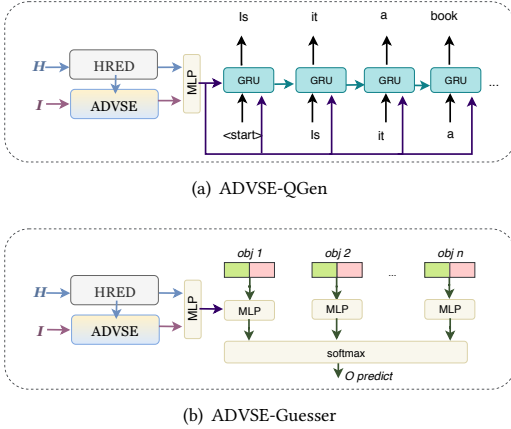 Is it a book
H HRED MLP GRU GRU GRU GRU ...
I ADVSE
<start> Is it a
(a) ADVSE-QGen
obj 1 obj 2 ... obj n
H HRED MLP MLP MLP MLP
I ADVSE
softmax
O predict
(b) ADVSE-Guesser